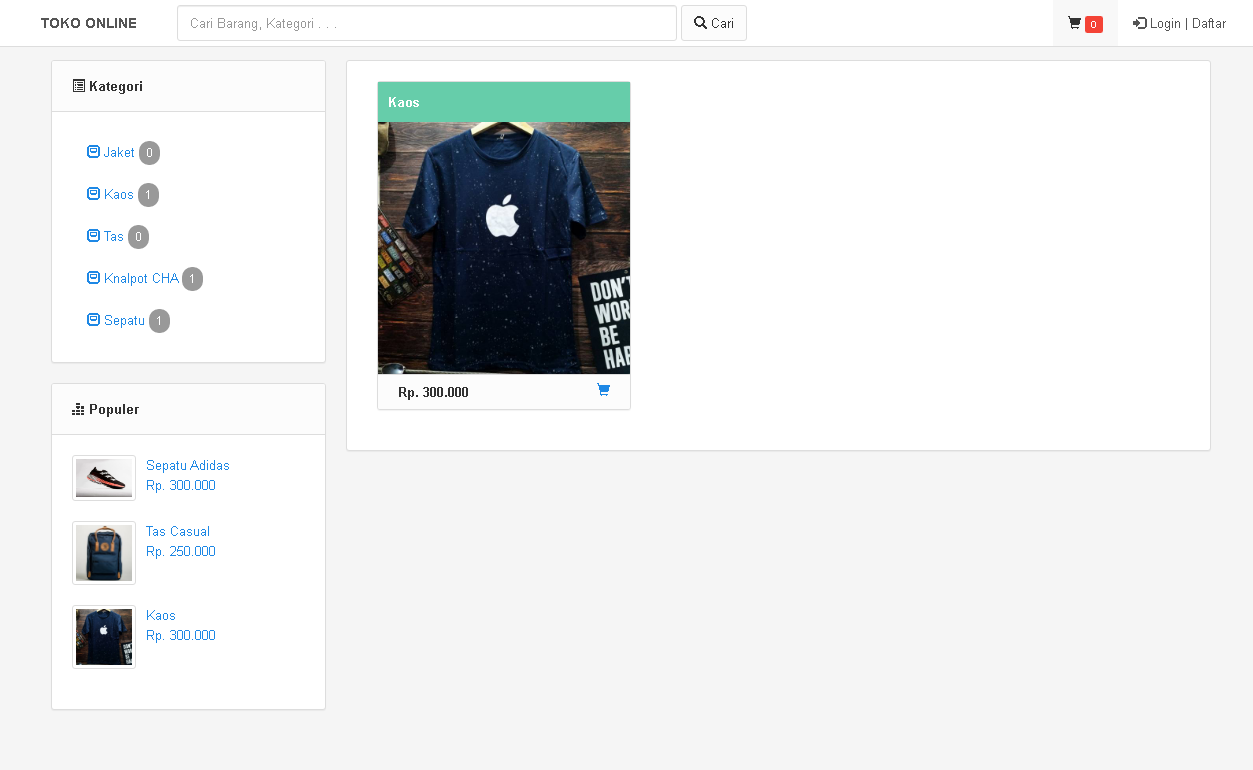 TOKO ONLINE
Cari Barang, Kategori . . .
Cari
0
Login | Daftar
Kategori
Jaket 0
Kaos 1
Tas 0
Knalpot CHA 1
Sepatu 1
Populer
Sepatu Adidas
Rp. 300.000
Tas Casual
Rp. 250.000
Kaos
Rp. 300.000
Kaos
DON'T
WOR
BE
HAP
Rp. 300.000